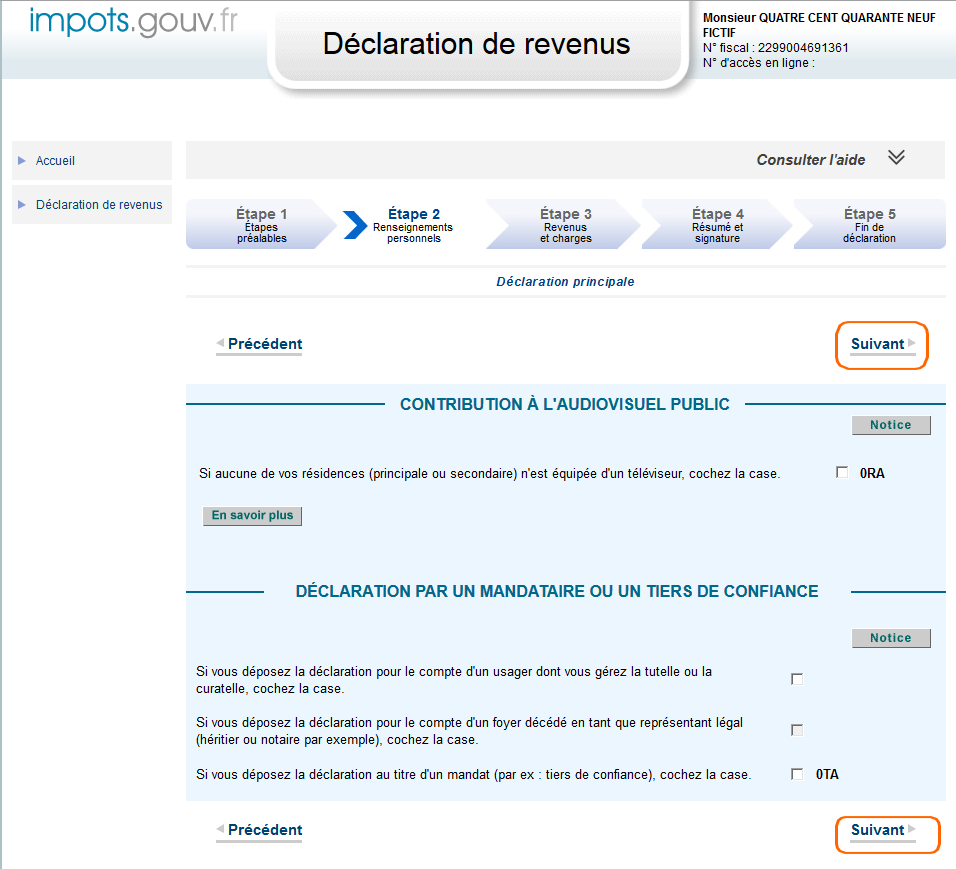 impots.gouv.fr
Déclaration de revenus
Monsieur QUATRE CENT QUARANTE NEUF
FICTIF
N° fiscal : 2299004691361
N° d'accès en ligne :
Accueil
Déclaration de revenus
Consulter l'aide
Étape 1
Étapes
préalables
Étape 2
Renseignements
personnels
Étape 3
Revenus
et charges
Étape 4
Résumé et
signature
Étape 5
Fin de
déclaration
Déclaration principale
Précédent
Suivant
CONTRIBUTION À L'AUDIOVISUEL PUBLIC
Notice
Si aucune de vos résidences (principale ou secondaire) n'est équipée d'un téléviseur, cochez la case.
0RA
En savoir plus
DÉCLARATION PAR UN MANDATAIRE OU UN TIERS DE CONFIANCE
Notice
Si vous déposez la déclaration pour le compte d'un usager dont vous gérez la tutelle ou la
curatelle, cochez la case.
Si vous déposez la déclaration pour le compte d'un foyer décédé en tant que représentant légal
(héritier ou notaire par exemple), cochez la case.
Si vous déposez la déclaration au titre d'un mandat (par ex : tiers de confiance), cochez la case.
0TA
Précédent
Suivant